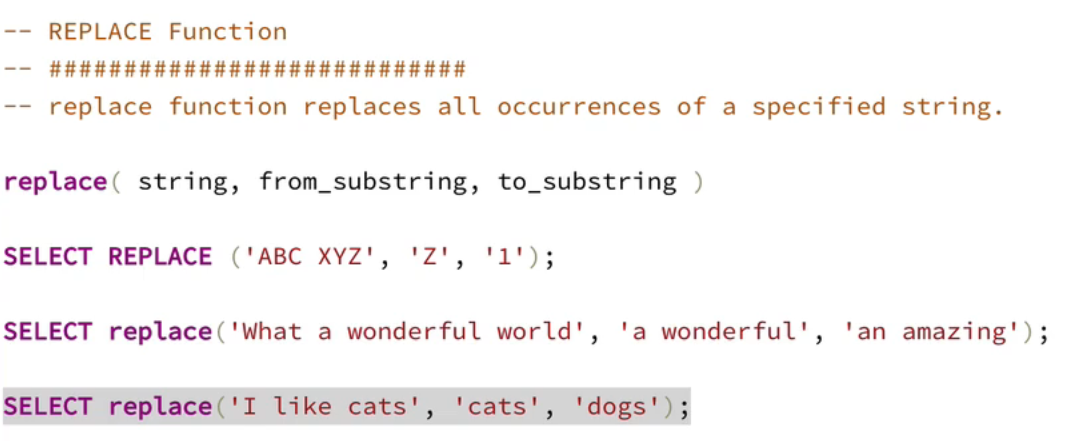 -- REPLACE Function
-- ############################
-- replace function replaces all occurrences of a specified string.
replace( string, from_substring, to_substring )
SELECT REPLACE ('ABC XYZ', 'Z', '1');
SELECT replace('What a wonderful world', 'a wonderful', 'an amazing');
SELECT replace('I like cats', 'cats', 'dogs');